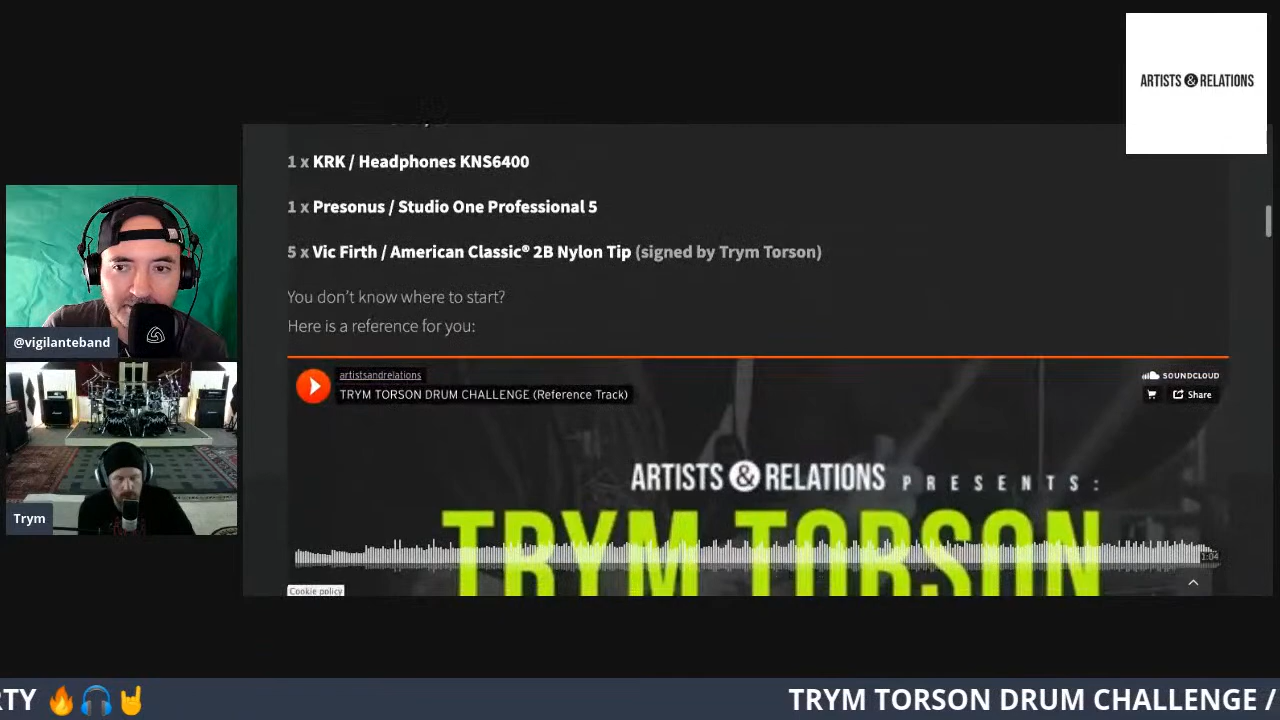 ARTISTS & RELATIONS
1 x KRK / Headphones KNS6400
1 x Presonus / Studio One Professional 5
5 x Vic Firth / American Classic® 2B Nylon Tip (signed by Trym Torson)
You don't know where to start?
Here is a reference for you:
@vigilanteband
Trym
artistsandrelations
TRYM TORSON DRUM CHALLENGE (Reference Track)
SOUNDCLOUD
Share
ARTISTS & RELATIONS PRESENTS:
TRYM TORSON
1:04
Cookie policy
RTY 🔥🎧🤘
TRYM TORSON DRUM CHALLENGE /